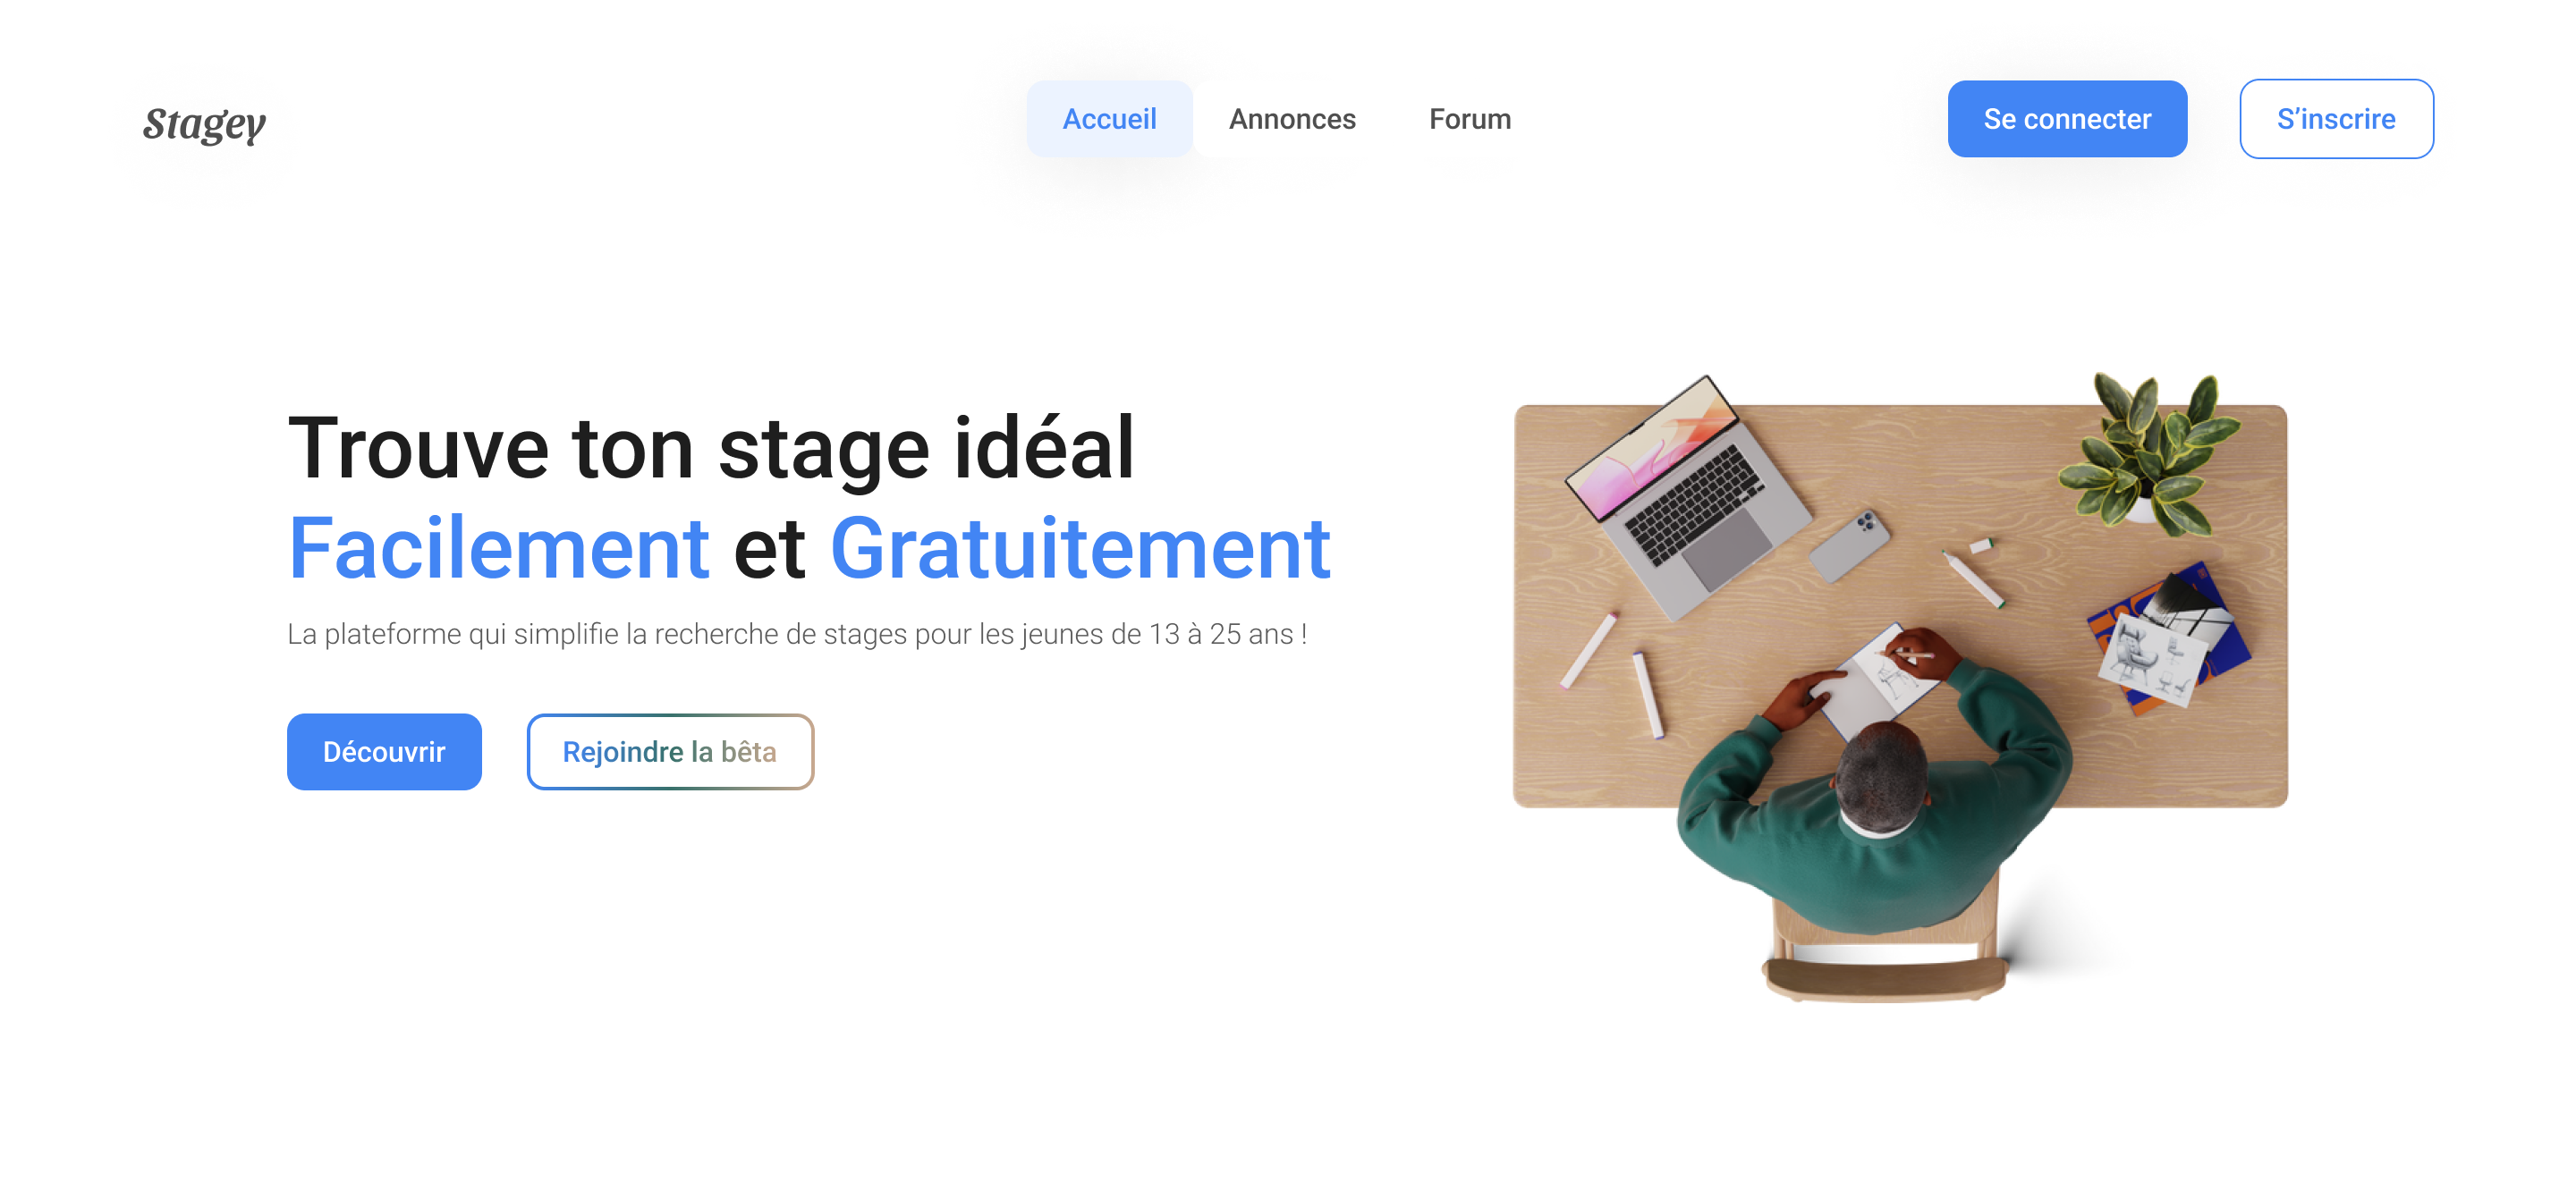 Stagey
Accueil
Annonces
Forum
Se connecter
S’inscrire
Trouve ton stage idéal
Facilement et Gratuitement
La plateforme qui simplifie la recherche de stages pour les jeunes de 13 à 25 ans !
Découvrir
Rejoindre la bêta